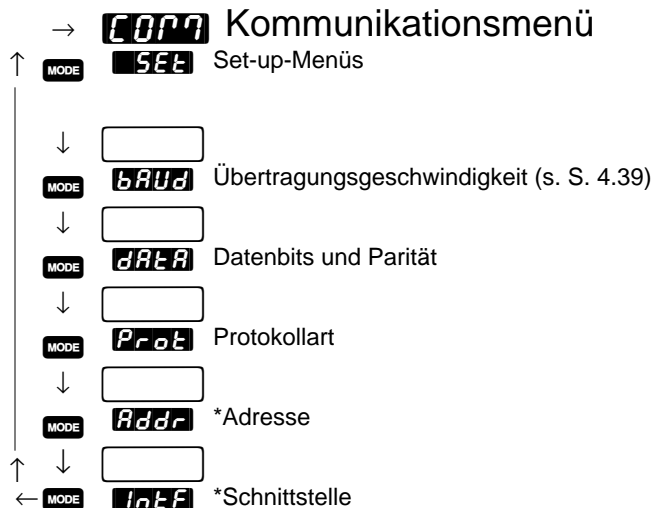 → COM Kommunikationsmenü
↑ MODE SEt Set-up-Menüs
↓
MODE bAUd Übertragungsgeschwindigkeit (s. S. 4.39)
↓
MODE dAtA Datenbits und Parität
↓
MODE Prot Protokollart
↓
MODE Addr *Adresse
↑ ↓
← MODE IntF *Schnittstelle